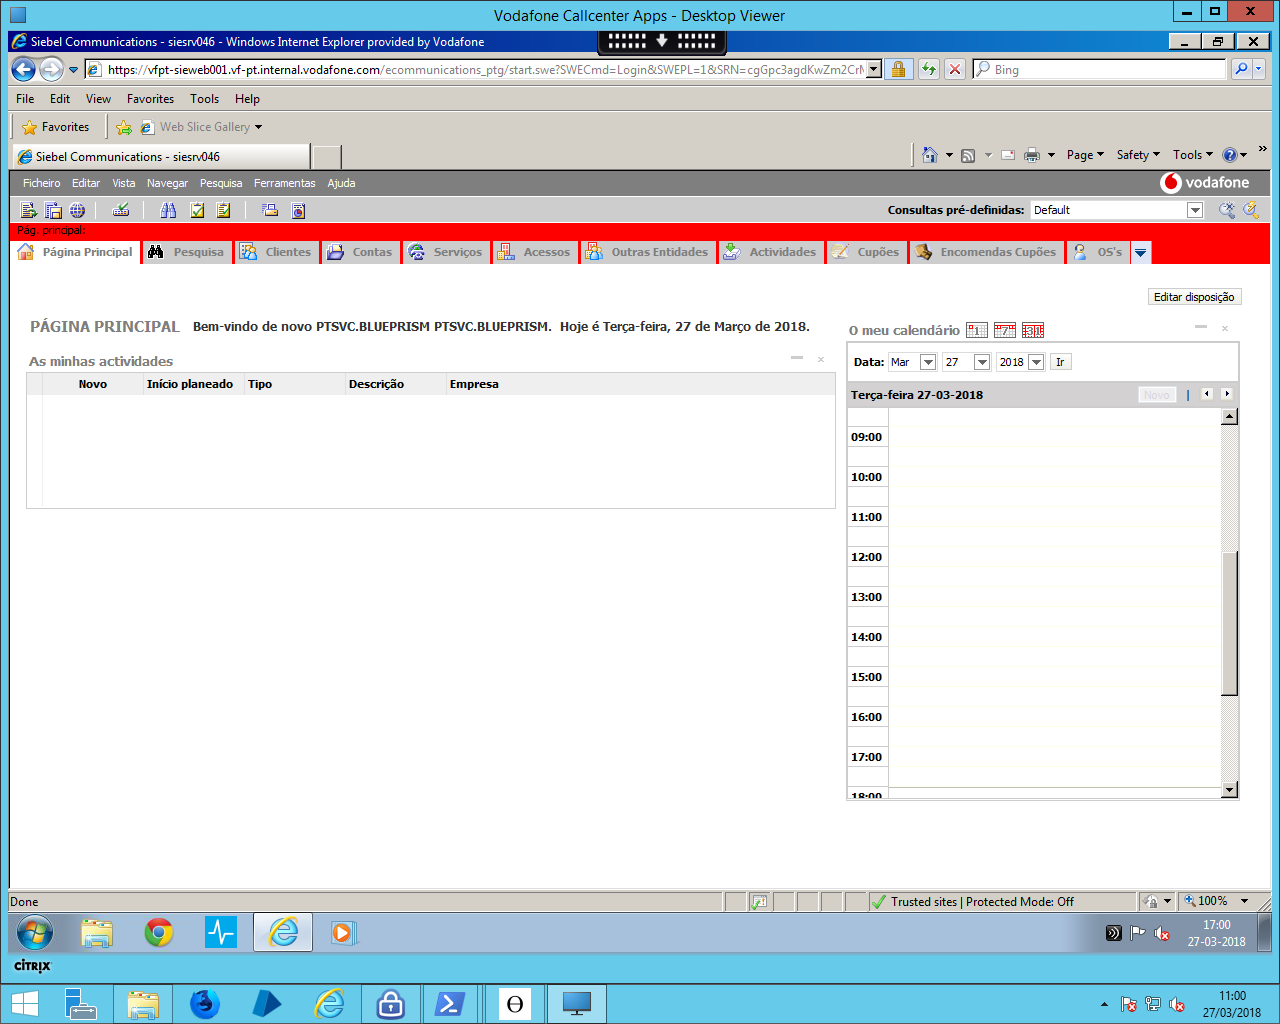 Vodafone Callcenter Apps - Desktop Viewer
Siebel Communications - siesrv046 - Windows Internet Explorer provided by Vodafone
https://vfpt-sieweb001.vf-pt.internal.vodafone.com/ecommunications_ptg/start.swe?SWECmd=Login&SWEPL=1&SRN=cgGpc3agdKwZm2CrM
Bing
File Edit View Favorites Tools Help
Favorites Web Slice Gallery
Siebel Communications - siesrv046
Page Safety Tools
Ficheiro Editar Vista Navegar Pesquisa Ferramentas Ajuda
vodafone
Consultas pré-definidas: Default
Pág. principal:
Página Principal Pesquisa Clientes Contas Serviços Acessos Outras Entidades Actividades Cupões Encomendas Cupões OS's
Editar disposição
PÁGINA PRINCIPAL Bem-vindo de novo PTSVC.BLUEPRISM PTSVC.BLUEPRISM. Hoje é Terça-feira, 27 de Março de 2018.
O meu calendário 1 7 31
As minhas actividades
Data: Mar 27 2018 Ir
Novo Início planeado Tipo Descrição Empresa
Terça-feira 27-03-2018 Novo |
09:00
10:00
11:00
12:00
13:00
14:00
15:00
16:00
17:00
18:00
Done
Trusted sites | Protected Mode: Off
100%
17:00
27-03-2018
CITRIX
11:00
27/03/2018